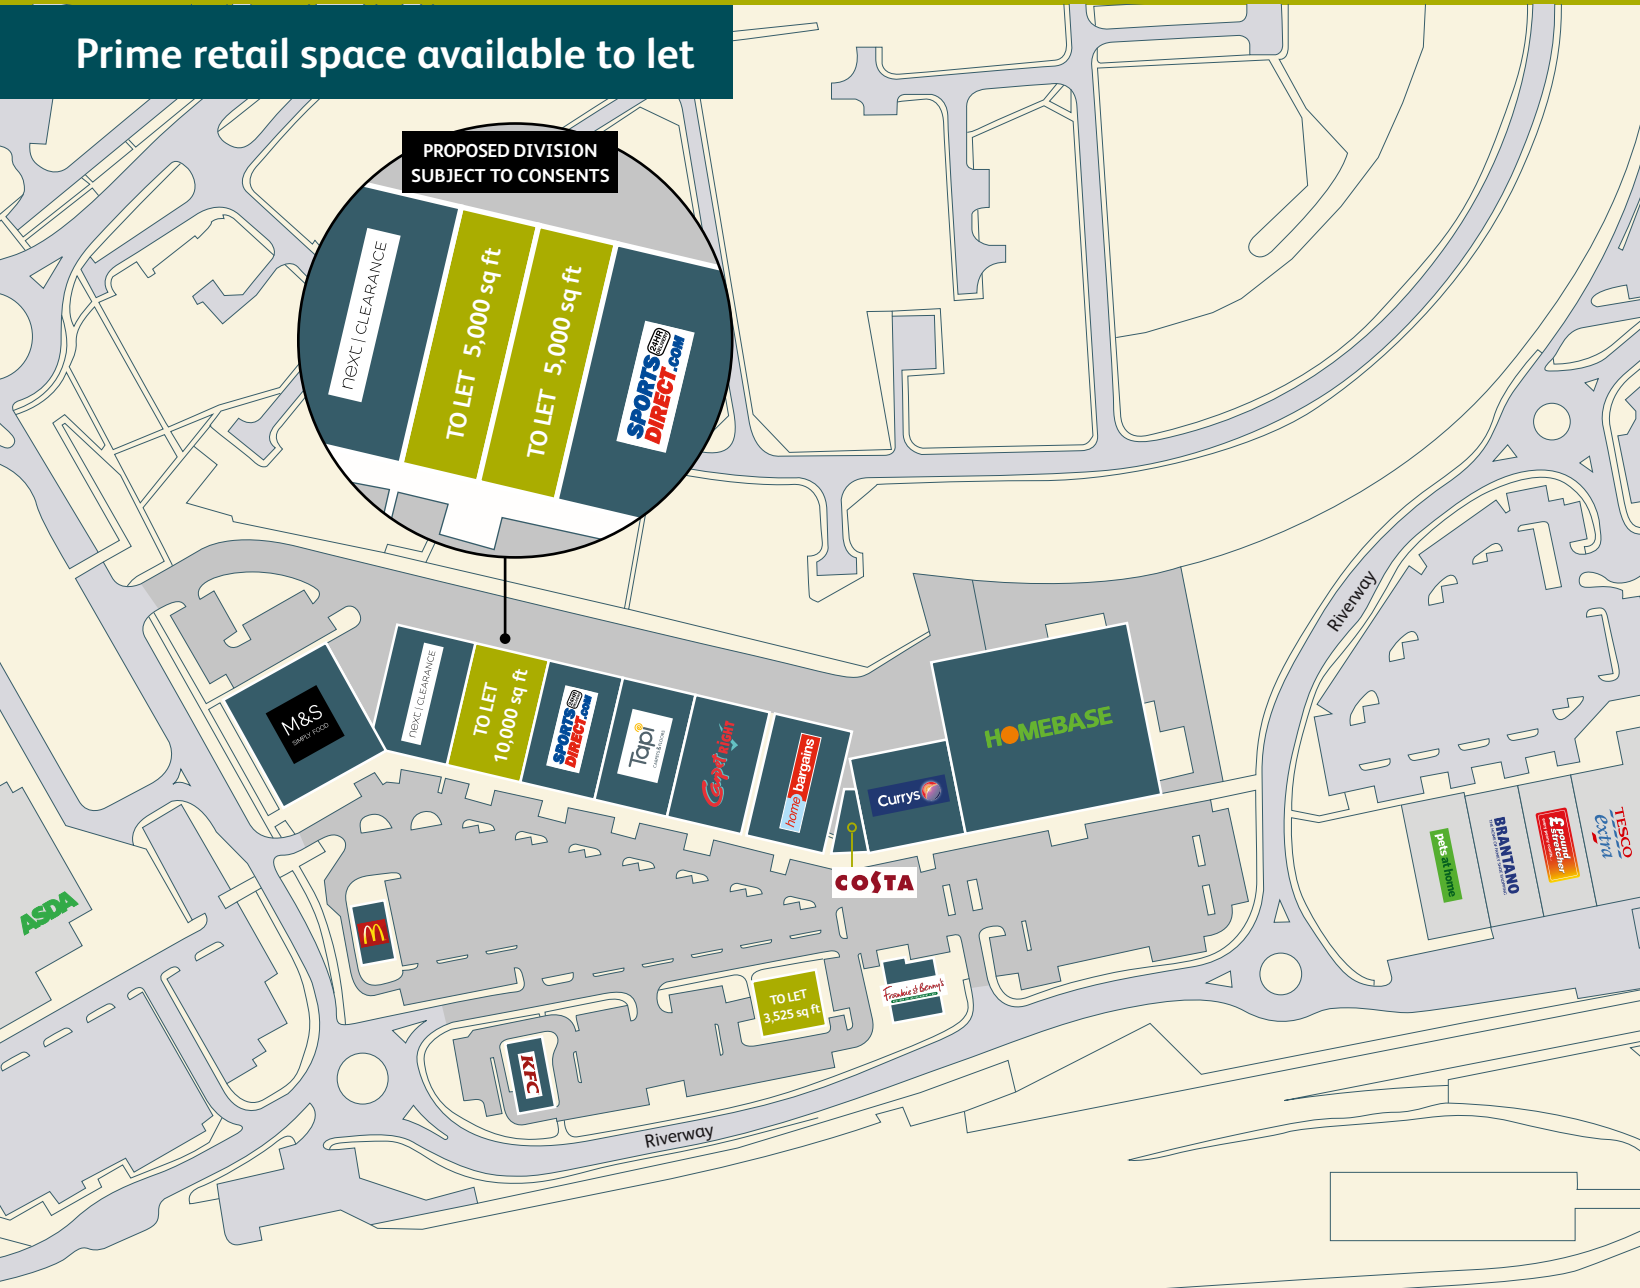 Prime retail space available to let
PROPOSED DIVISION
SUBJECT TO CONSENTS
next | CLEARANCE
TO LET 5,000 sq ft
TO LET 5,000 sq ft
24HR
SPORTS
DIRECT.COM
Riverway
M&S
SIMPLY FOOD
next | CLEARANCE
TO LET
10,000 sq ft
SPORTS
DIRECT.COM
Tapi
Carpetright
home bargains
Currys
HOMEBASE
COSTA
pets at home
BRANTANO
£ pound
stretcher
TESCO
extra
ASDA
M
TO LET
3,525 sq ft
Frankie & Benny's
KFC
Riverway